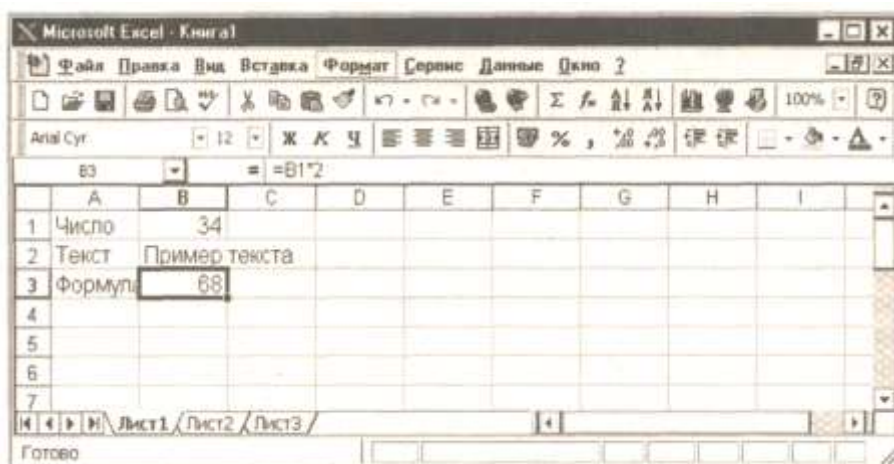 Microsoft Excel - Книга1
Файл Правка Вид Вставка Формат Сервис Данные Окно ?
100%
Arial Cyr 12 Ж К Ч % ,
B3 = =B1*2
A B C D E F G H I
1 Число 34
2 Текст Пример текста
3 Формула 68
4
5
6
7
Лист1 Лист2 Лист3
Готово